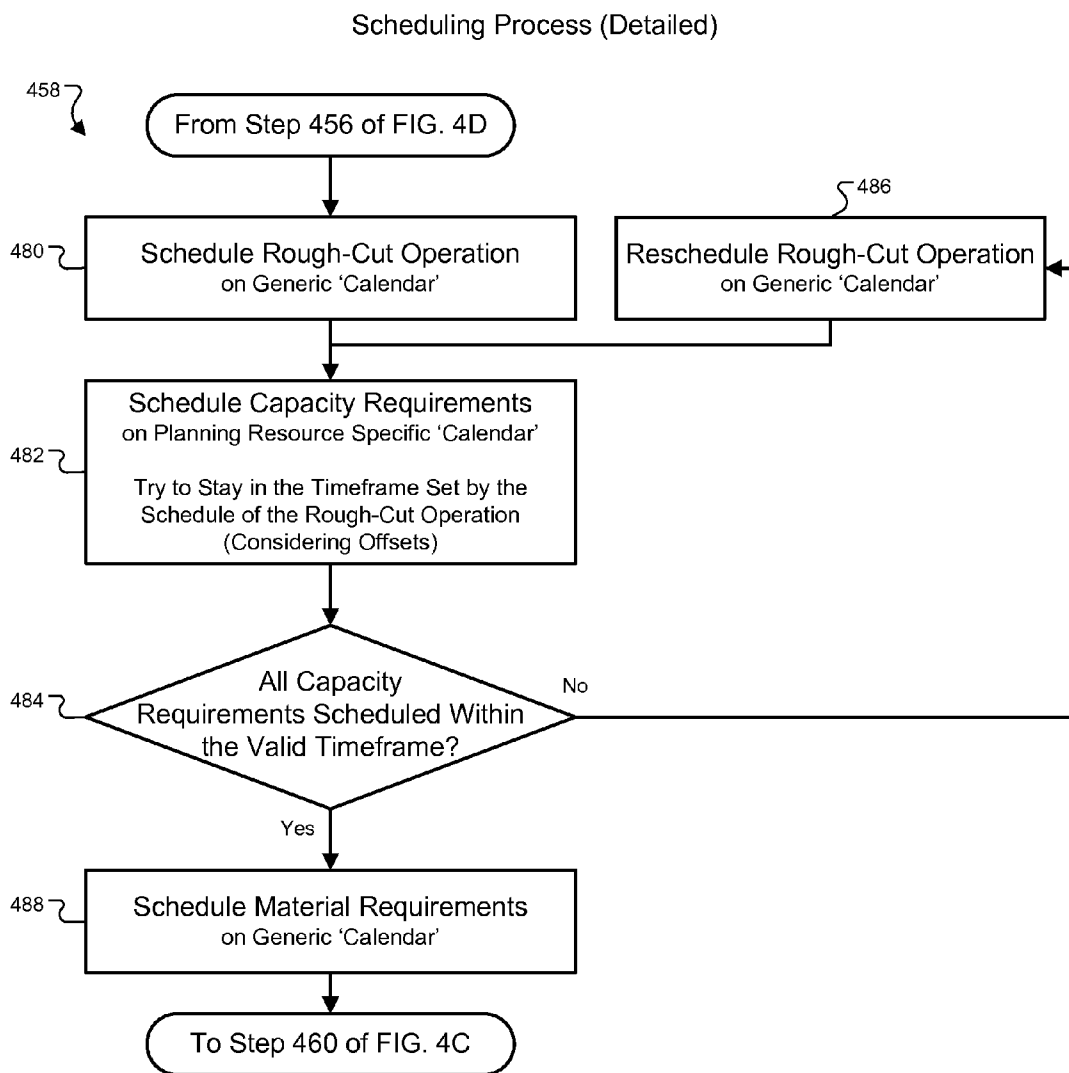 Scheduling Process (Detailed)
458
From Step 456 of FIG. 4D
486
480
Schedule Rough-Cut Operation
on Generic ‘Calendar’
Reschedule Rough-Cut Operation
on Generic ‘Calendar’
482
Schedule Capacity Requirements
on Planning Resource Specific ‘Calendar’
Try to Stay in the Timeframe Set by the
Schedule of the Rough-Cut Operation
(Considering Offsets)
484
All Capacity
Requirements Scheduled Within
the Valid Timeframe?
No
Yes
488
Schedule Material Requirements
on Generic ‘Calendar’
To Step 460 of FIG. 4C